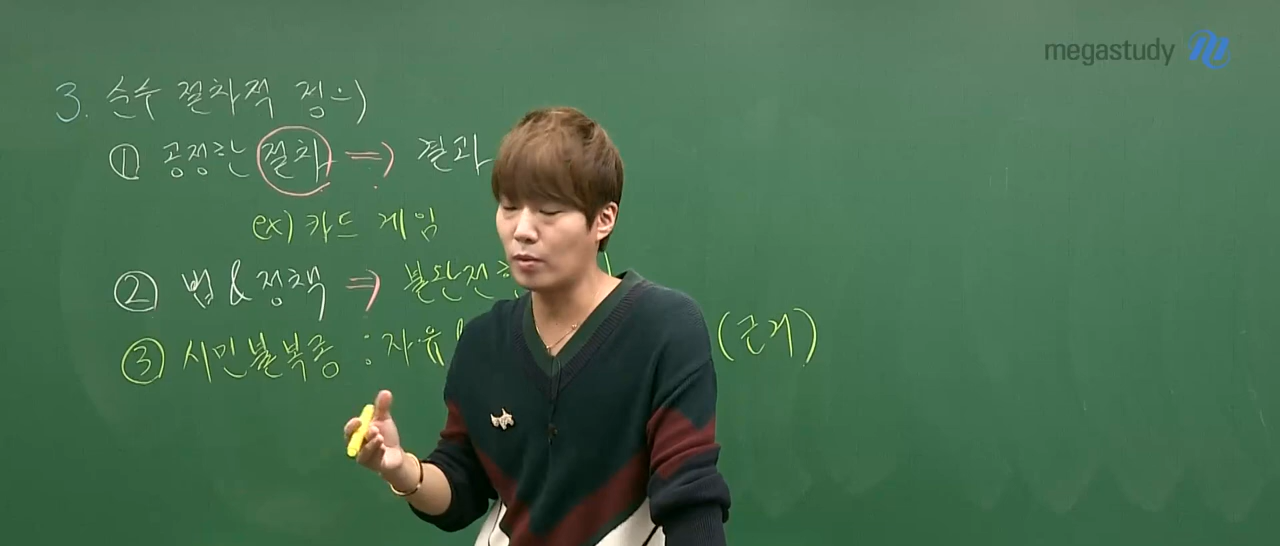 megastudy
3. 순수 절차적 정의
① 공정한 절차 ⇒ 결과
ex) 카드 게임
② 법 & 정책 ⇒ 불완전
③ 시민불복종 : 자유 (근거)